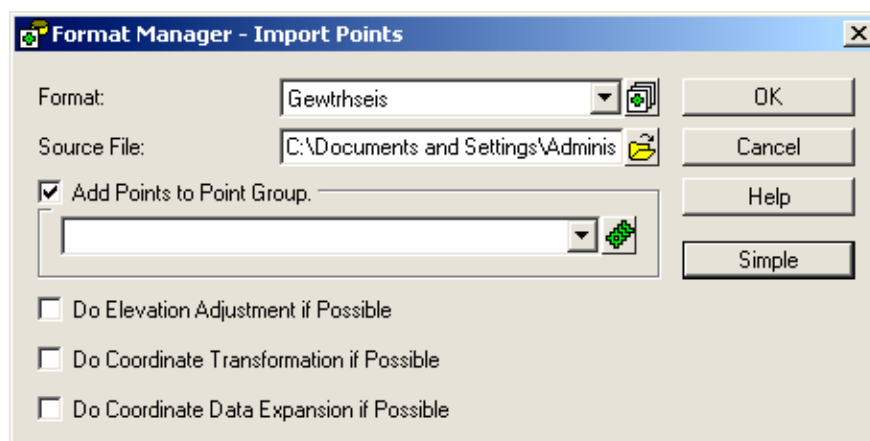 Format Manager - Import Points
Format: Gewtrhseis OK
Source File: C:\Documents and Settings\Adminis Cancel
Add Points to Point Group. Help
Simple
Do Elevation Adjustment if Possible
Do Coordinate Transformation if Possible
Do Coordinate Data Expansion if Possible